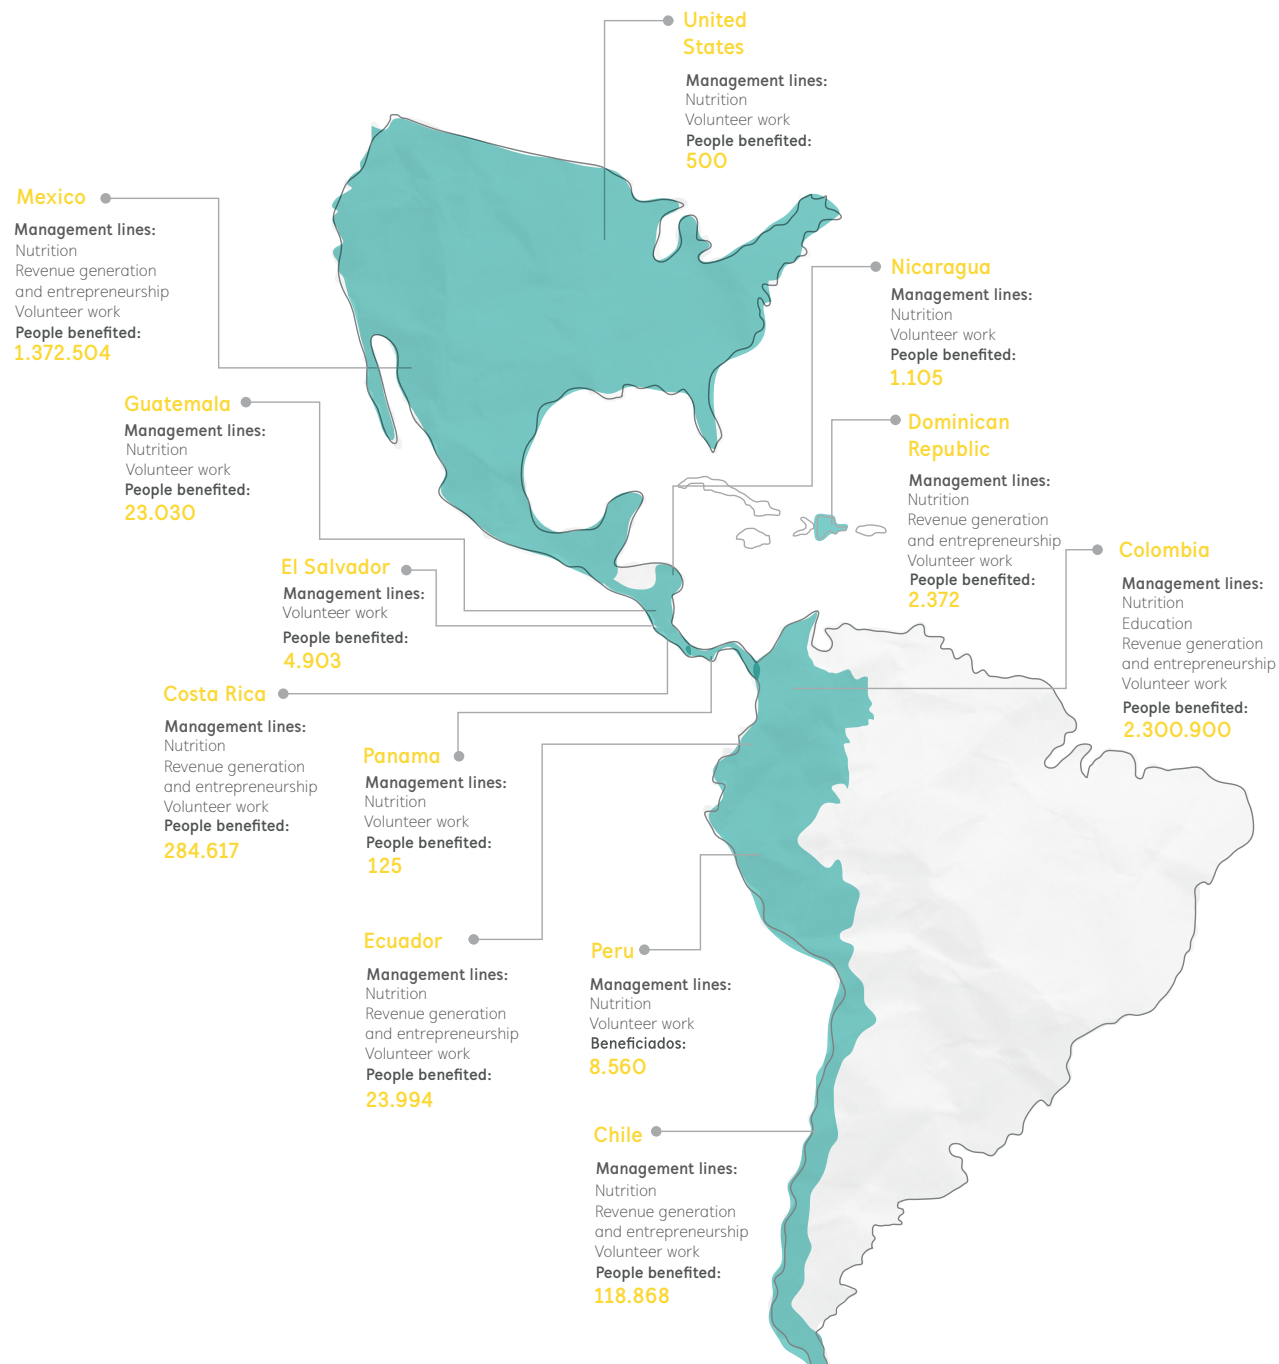 United
States
Management lines:
Nutrition
Volunteer work
People benefited:
500
Mexico
Management lines:
Nutrition
Revenue generation
and entrepreneurship
Volunteer work
People benefited:
1.372.504
Nicaragua
Management lines:
Nutrition
Volunteer work
People benefited:
1.105
Guatemala
Management lines:
Nutrition
Volunteer work
People benefited:
23.030
Dominican
Republic
Management lines:
Nutrition
Revenue generation
and entrepreneurship
Volunteer work
People benefited:
2.372
Colombia
Management lines:
Nutrition
Education
Revenue generation
and entrepreneurship
Volunteer work
People benefited:
2.300.900
El Salvador
Management lines:
Volunteer work
People benefited:
4.903
Costa Rica
Management lines:
Nutrition
Revenue generation
and entrepreneurship
Volunteer work
People benefited:
284.617
Panama
Management lines:
Nutrition
Volunteer work
People benefited:
125
Ecuador
Management lines:
Nutrition
Revenue generation
and entrepreneurship
Volunteer work
People benefited:
23.994
Peru
Management lines:
Nutrition
Volunteer work
Beneficiados:
8.560
Chile
Management lines:
Nutrition
Revenue generation
and entrepreneurship
Volunteer work
People benefited:
118.868